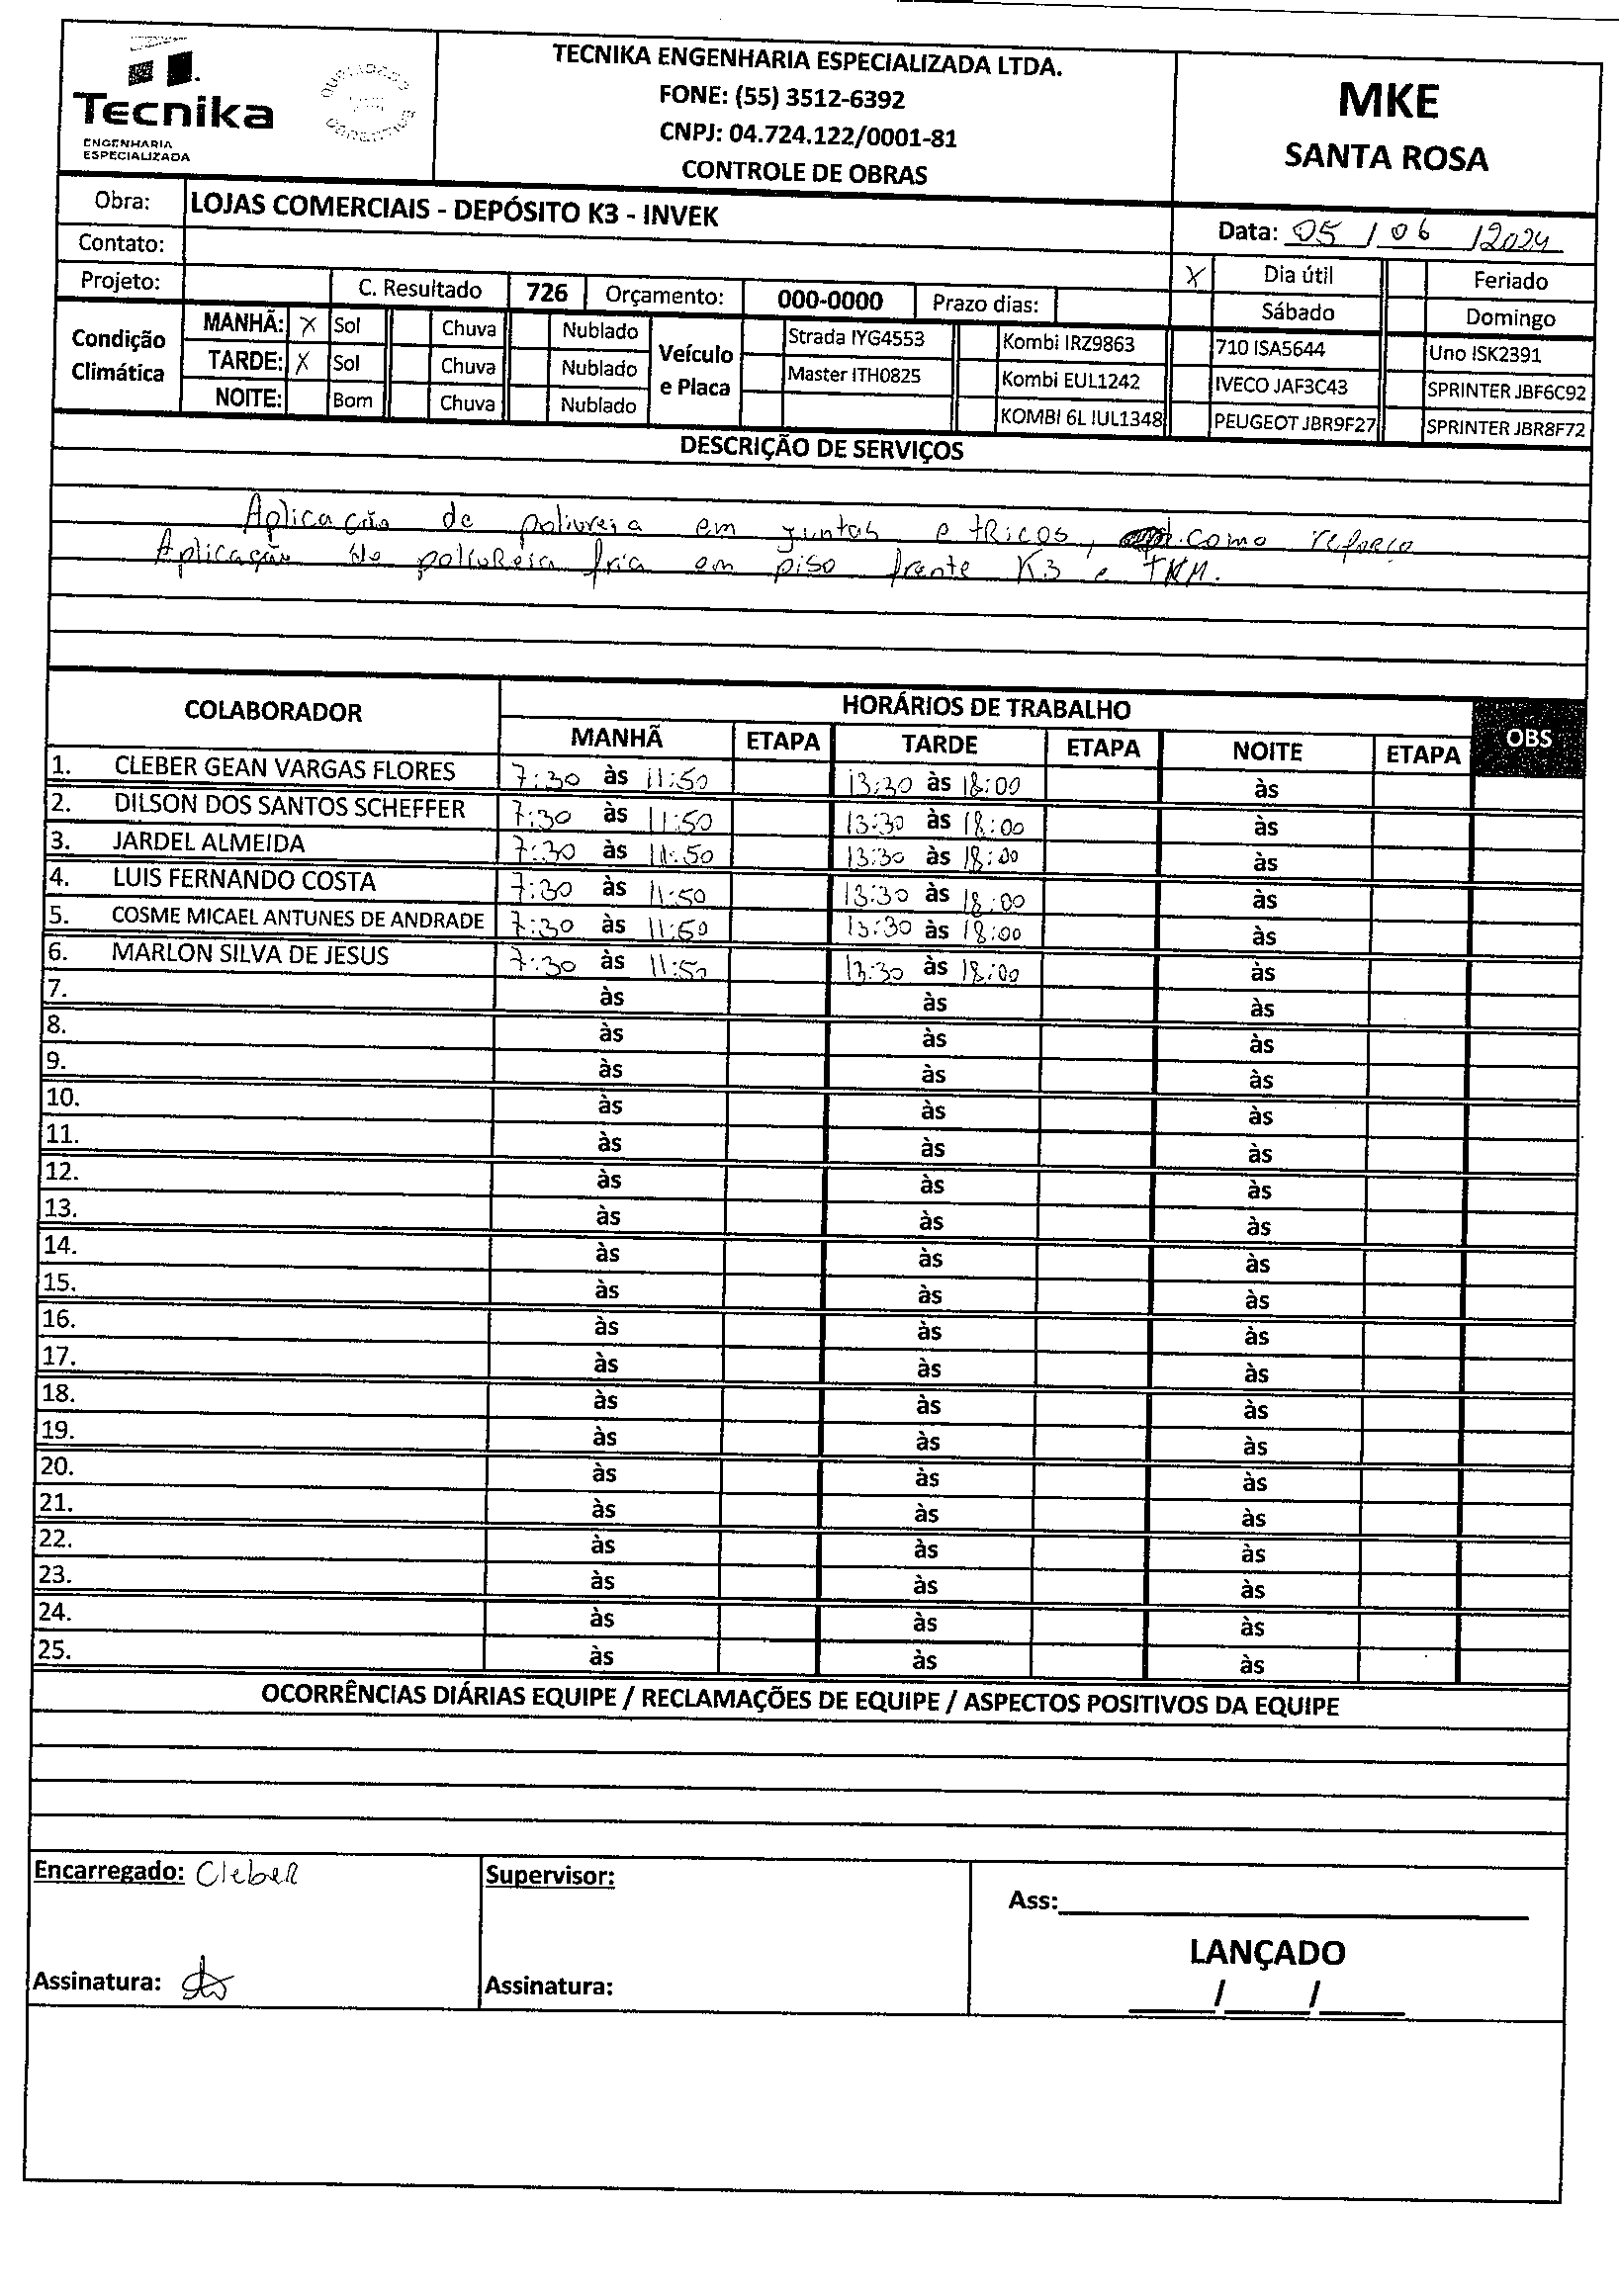 Tecnika
ENGENHARIA
ESPECIALIZADA
TECNIKA ENGENHARIA ESPECIALIZADA LTDA.
FONE: (55) 3512-6392
CNPJ: 04.724.122/0001-81
CONTROLE DE OBRAS
MKE
SANTA ROSA
Obra: LOJAS COMERCIAIS - DEPÓSITO K3 - INVEK
Data: 05 / 06 / 2024
Contato:
X Dia útil Feriado
Projeto: C. Resultado 726 Orçamento: 000-0000 Prazo dias: Sábado Domingo
Condição Climática
MANHÃ: X Sol Chuva Nublado
TARDE: X Sol Chuva Nublado
NOITE: Bom Chuva Nublado
Veículo e Placa
Strada IYG4553 Kombi IRZ9863 710 ISA5644 Uno ISK2391
Master ITH0825 Kombi EUL1242 IVECO JAF3C43 SPRINTER JBF6C92
KOMBI 6L IUL1348 PEUGEOT JBR9F27 SPRINTER JBR8F72
DESCRIÇÃO DE SERVIÇOS
Aplicação de poliureia em juntas e tricos, como reforço
Aplicação de poliureia fria em piso frente K3 e
COLABORADOR HORÁRIOS DE TRABALHO OBS
MANHÃ ETAPA TARDE ETAPA NOITE ETAPA
1. CLEBER GEAN VARGAS FLORES 7:30 às 11:50 13:30 às 18:00 às
2. DILSON DOS SANTOS SCHEFFER 7:30 às 11:50 13:30 às 18:00 às
3. JARDEL ALMEIDA 7:30 às 11:50 13:30 às 18:00 às
4. LUIS FERNANDO COSTA 7:30 às 11:50 13:30 às 18:00 às
5. COSME MICAEL ANTUNES DE ANDRADE 7:30 às 11:50 13:30 às 18:00 às
6. MARLON SILVA DE JESUS 7:30 às 11:50 13:30 às 18:00 às
7. às às às
8. às às às
9. às às às
10. às às às
11. às às às
12. às às às
13. às às às
14. às às às
15. às às às
16. às às às
17. às às às
18. às às às
19. às às às
20. às às às
21. às às às
22. às às às
23. às às às
24. às às às
25. às às às
OCORRÊNCIAS DIÁRIAS EQUIPE / RECLAMAÇÕES DE EQUIPE / ASPECTOS POSITIVOS DA EQUIPE
Encarregado: Cleber
Supervisor:
Ass:
LANÇADO
Assinatura:
Assinatura:
/ /